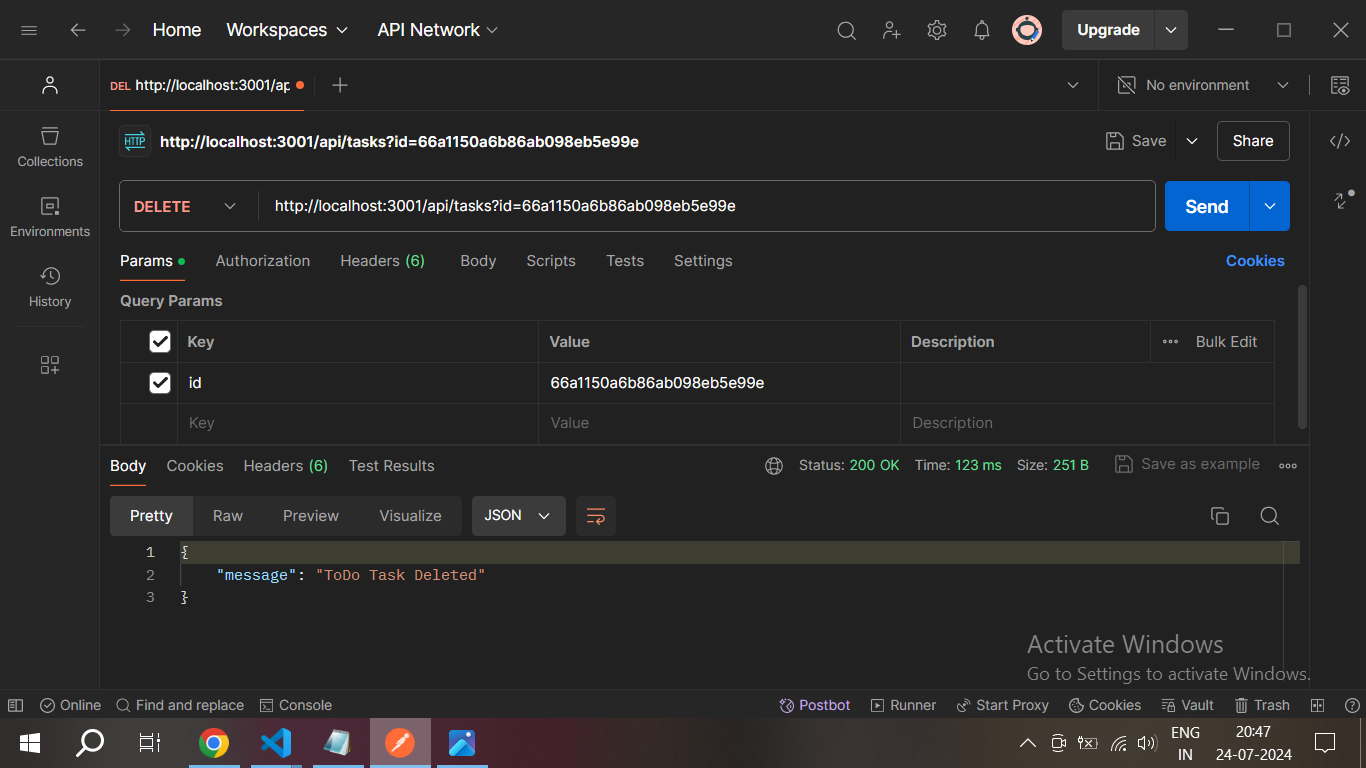 Home Workspaces API Network Upgrade
DEL http://localhost:3001/ap No environment
HTTP http://localhost:3001/api/tasks?id=66a1150a6b86ab098eb5e99e Save Share
Collections
DELETE http://localhost:3001/api/tasks?id=66a1150a6b86ab098eb5e99e Send
Environments
Params Authorization Headers (6) Body Scripts Tests Settings Cookies
History
Query Params
Key Value Description Bulk Edit
id 66a1150a6b86ab098eb5e99e
Key Value Description
Body Cookies Headers (6) Test Results Status: 200 OK Time: 123 ms Size: 251 B Save as example
Pretty Raw Preview Visualize JSON
1 {
2 "message": "ToDo Task Deleted"
3 }
Activate Windows
Go to Settings to activate Windows.
Online Find and replace Console Postbot Runner Start Proxy Cookies Vault Trash
ENG 20:47
IN 24-07-2024